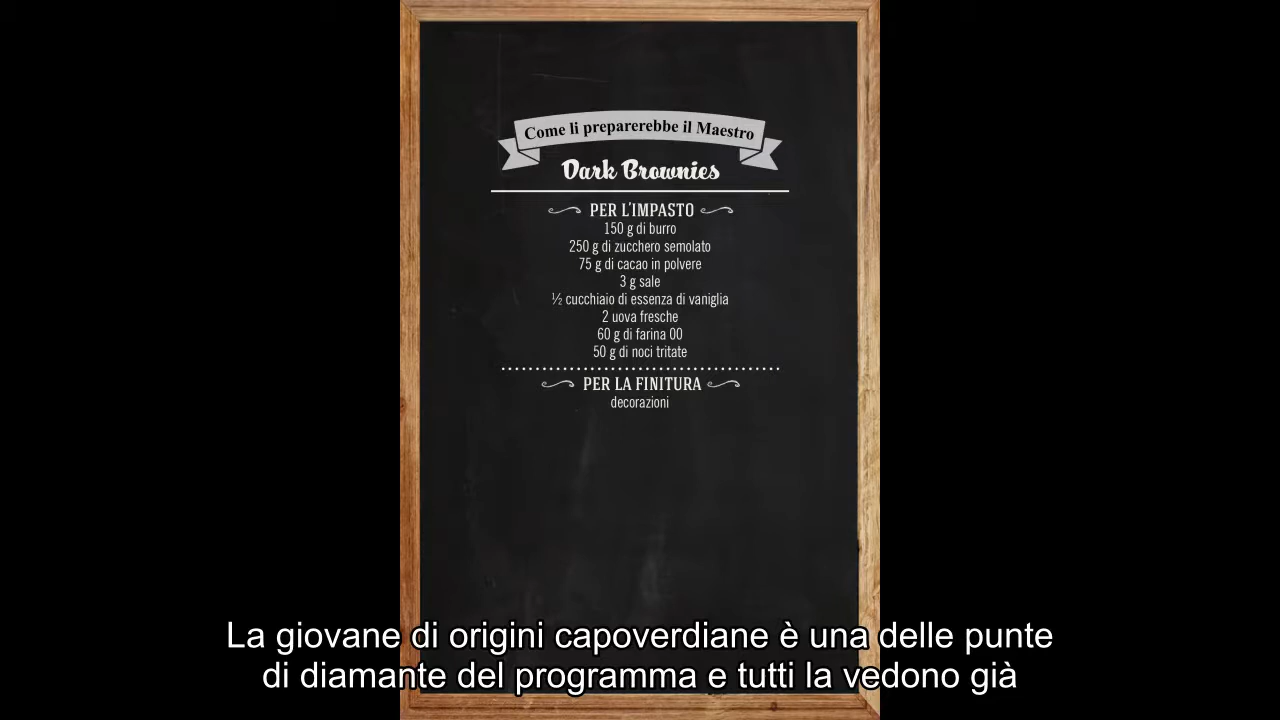 Come li preparerebbe il Maestro
Dark Brownies
PER L'IMPASTO
150 g di burro
250 g di zucchero semolato
75 g di cacao in polvere
3 g sale
½ cucchiaio di essenza di vaniglia
2 uova fresche
60 g di farina 00
50 g di noci tritate
PER LA FINITURA
decorazioni
La giovane di origini capoverdiane è una delle punte
di diamante del programma e tutti la vedono già